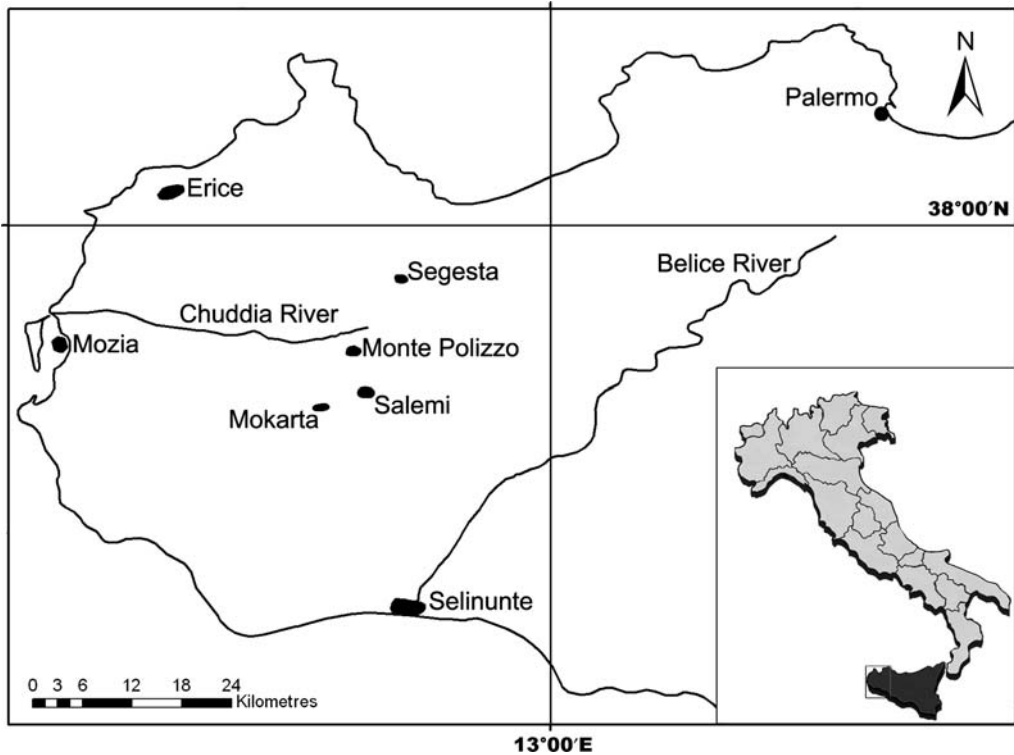 N
Palermo
Erice
38°00′N
Segesta
Belice River
Chuddia River
Mozia
Monte Polizzo
Salemi
Mokarta
Selinunte
0 3 6 12 18 24
Kilometres
13°00′E